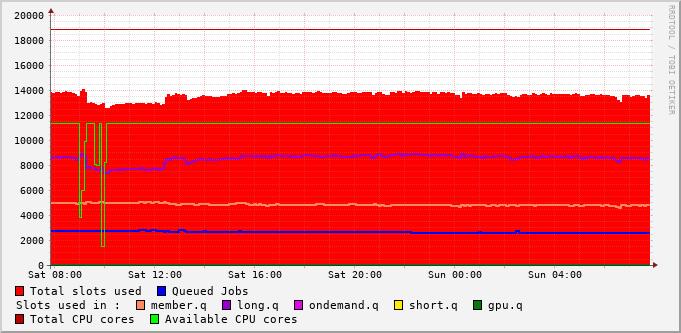 RRDTOOL / TOBI OETIKER
20000
18000
16000
14000
12000
10000
8000
6000
4000
2000
0
Sat 08:00 Sat 12:00 Sat 16:00 Sat 20:00 Sun 00:00 Sun 04:00
Total slots used Queued Jobs
Slots used in : member.q long.q ondemand.q short.q gpu.q
Total CPU cores Available CPU cores